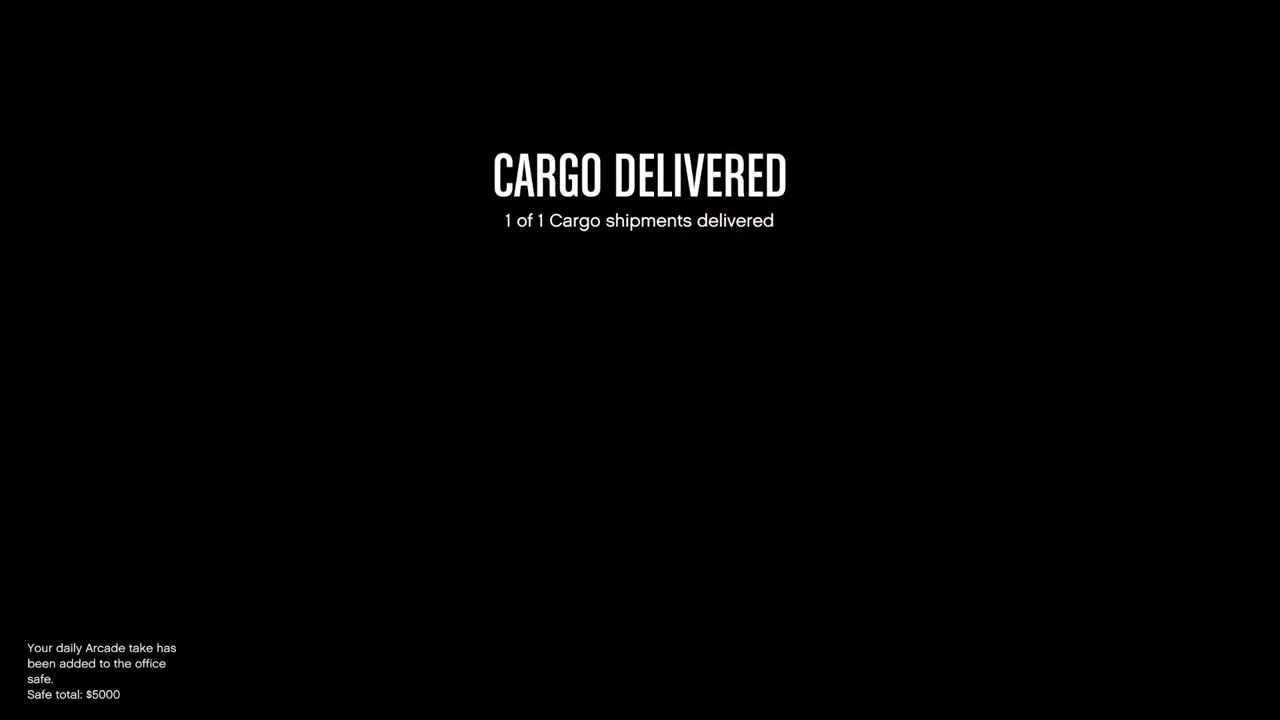 CARGO DELIVERED
1 of 1 Cargo shipments delivered
Your daily Arcade take has
been added to the office
safe.
Safe total: $5000